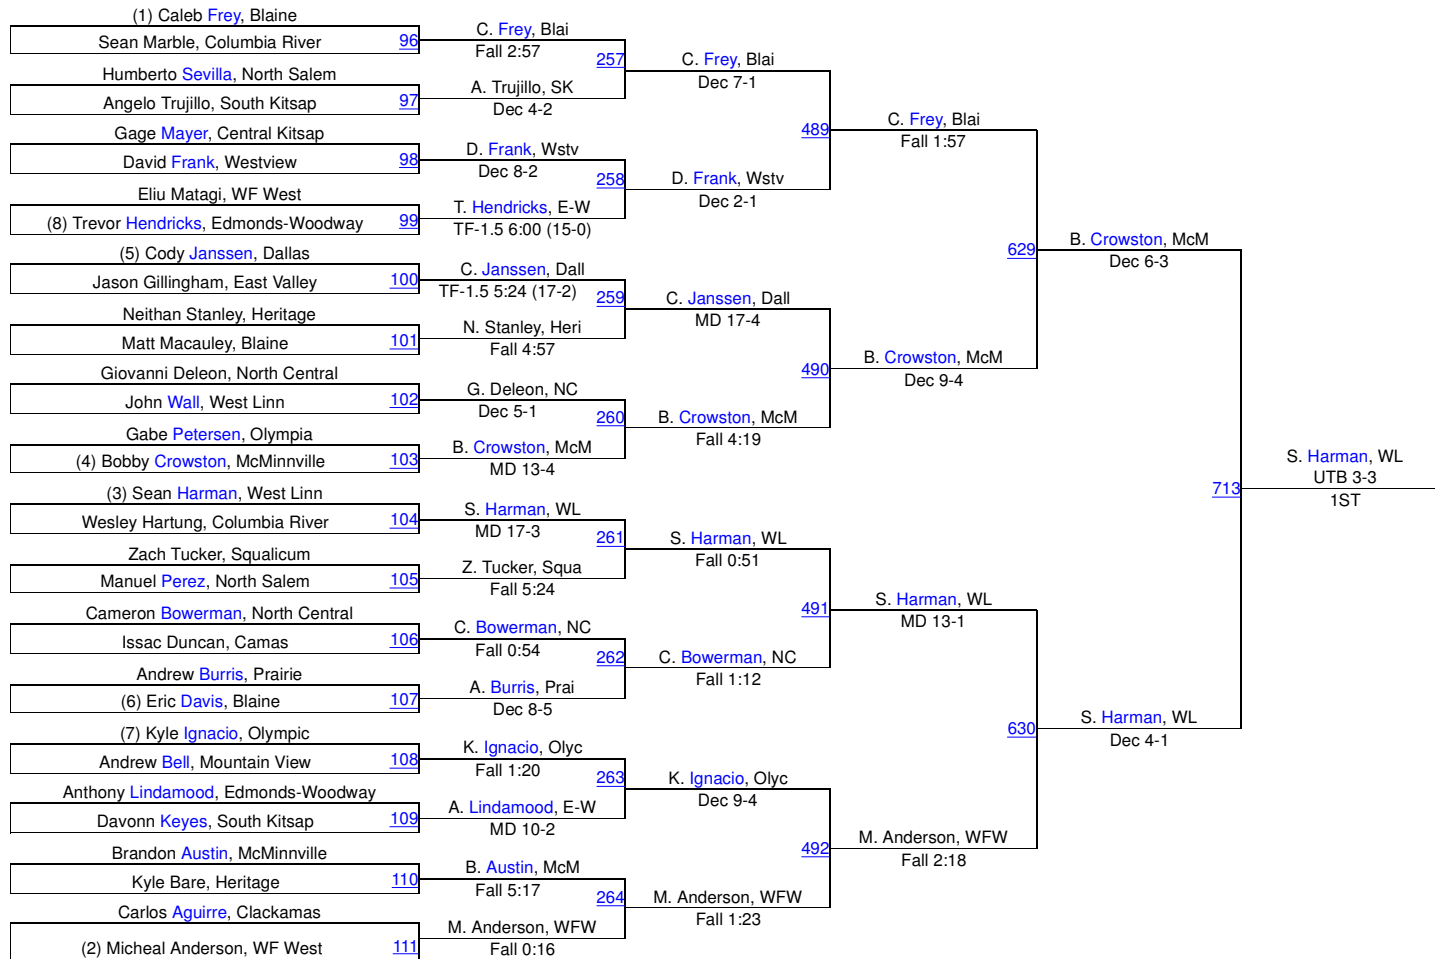 (1) Caleb Frey, Blaine
Sean Marble, Columbia River
96
Humberto Sevilla, North Salem
Angelo Trujillo, South Kitsap
97
Gage Mayer, Central Kitsap
David Frank, Westview
98
Eliu Matagi, WF West
(8) Trevor Hendricks, Edmonds-Woodway
99
(5) Cody Janssen, Dallas
Jason Gillingham, East Valley
100
Neithan Stanley, Heritage
Matt Macauley, Blaine
101
Giovanni Deleon, North Central
John Wall, West Linn
102
Gabe Petersen, Olympia
(4) Bobby Crowston, McMinnville
103
(3) Sean Harman, West Linn
Wesley Hartung, Columbia River
104
Zach Tucker, Squalicum
Manuel Perez, North Salem
105
Cameron Bowerman, North Central
Issac Duncan, Camas
106
Andrew Burris, Prairie
(6) Eric Davis, Blaine
107
(7) Kyle Ignacio, Olympic
Andrew Bell, Mountain View
108
Anthony Lindamood, Edmonds-Woodway
Davonn Keyes, South Kitsap
109
Brandon Austin, McMinnville
Kyle Bare, Heritage
110
Carlos Aguirre, Clackamas
(2) Micheal Anderson, WF West
111
C. Frey, Blai
Fall 2:57
257
A. Trujillo, SK
Dec 4-2
D. Frank, Wstv
Dec 8-2
258
T. Hendricks, E-W
TF-1.5 6:00 (15-0)
C. Janssen, Dall
TF-1.5 5:24 (17-2)
259
N. Stanley, Heri
Fall 4:57
G. Deleon, NC
Dec 5-1
260
B. Crowston, McM
MD 13-4
S. Harman, WL
MD 17-3
261
Z. Tucker, Squa
Fall 5:24
C. Bowerman, NC
Fall 0:54
262
A. Burris, Prai
Dec 8-5
K. Ignacio, Olyc
Fall 1:20
263
A. Lindamood, E-W
MD 10-2
B. Austin, McM
Fall 5:17
264
M. Anderson, WFW
Fall 0:16
C. Frey, Blai
Dec 7-1
489
D. Frank, Wstv
Dec 2-1
C. Janssen, Dall
MD 17-4
490
B. Crowston, McM
Fall 4:19
S. Harman, WL
Fall 0:51
491
C. Bowerman, NC
Fall 1:12
K. Ignacio, Olyc
Dec 9-4
492
M. Anderson, WFW
Fall 1:23
C. Frey, Blai
Fall 1:57
629
B. Crowston, McM
Dec 9-4
S. Harman, WL
MD 13-1
630
M. Anderson, WFW
Fall 2:18
B. Crowston, McM
Dec 6-3
713
S. Harman, WL
Dec 4-1
S. Harman, WL
UTB 3-3
1ST